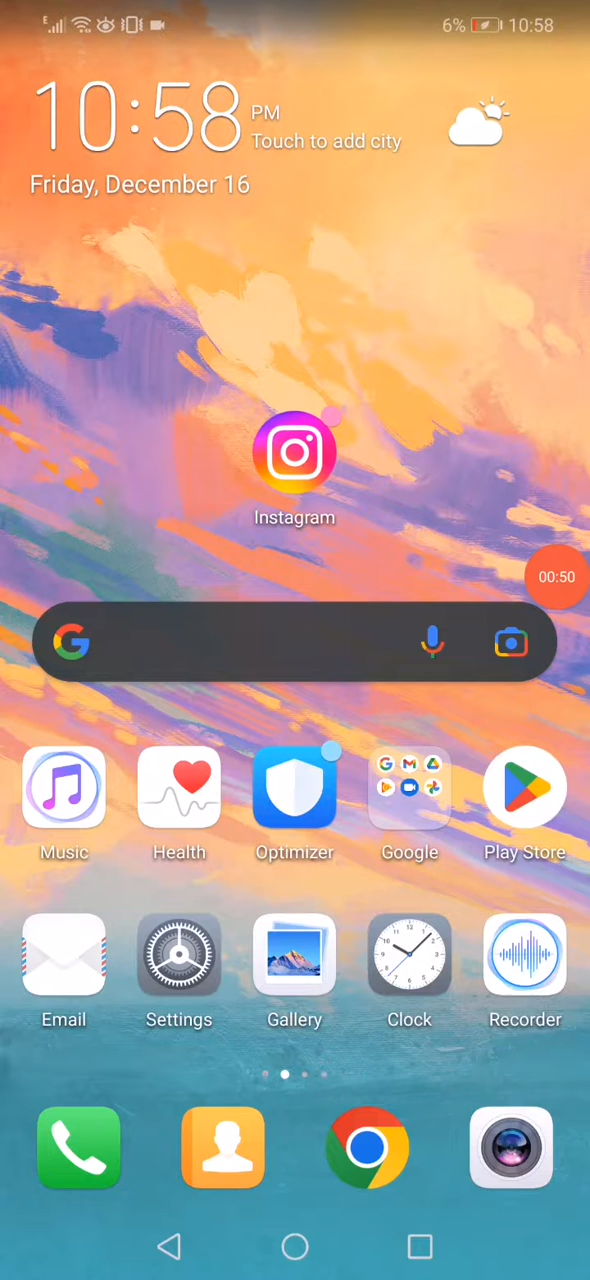 E
6% 10:58
10:58 PM
Touch to add city
Friday, December 16
Instagram
00:50
Music Health Optimizer Google Play Store
Email Settings Gallery Clock Recorder